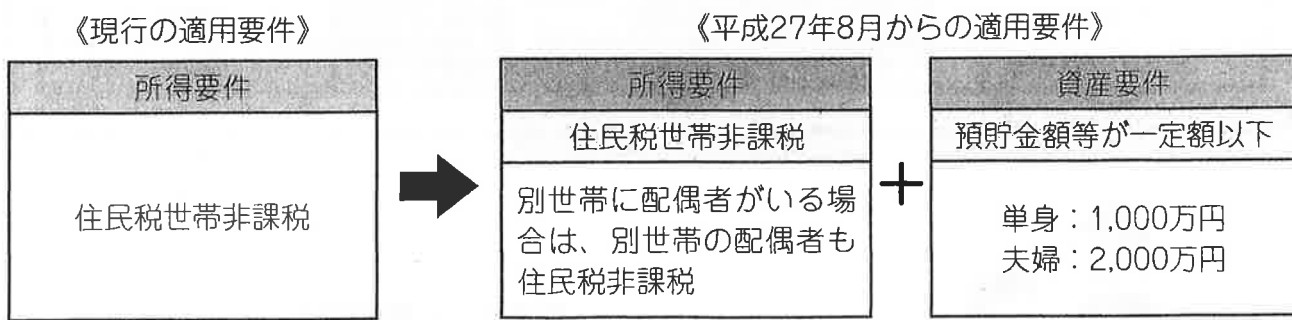 《現行の適用要件》
所得要件
住民税世帯非課税
《平成27年8月からの適用要件》
所得要件
住民税世帯非課税
別世帯に配偶者がいる場
合は、別世帯の配偶者も
住民税非課税
+
資産要件
預貯金額等が一定額以下
単身:1,000万円
夫婦:2,000万円